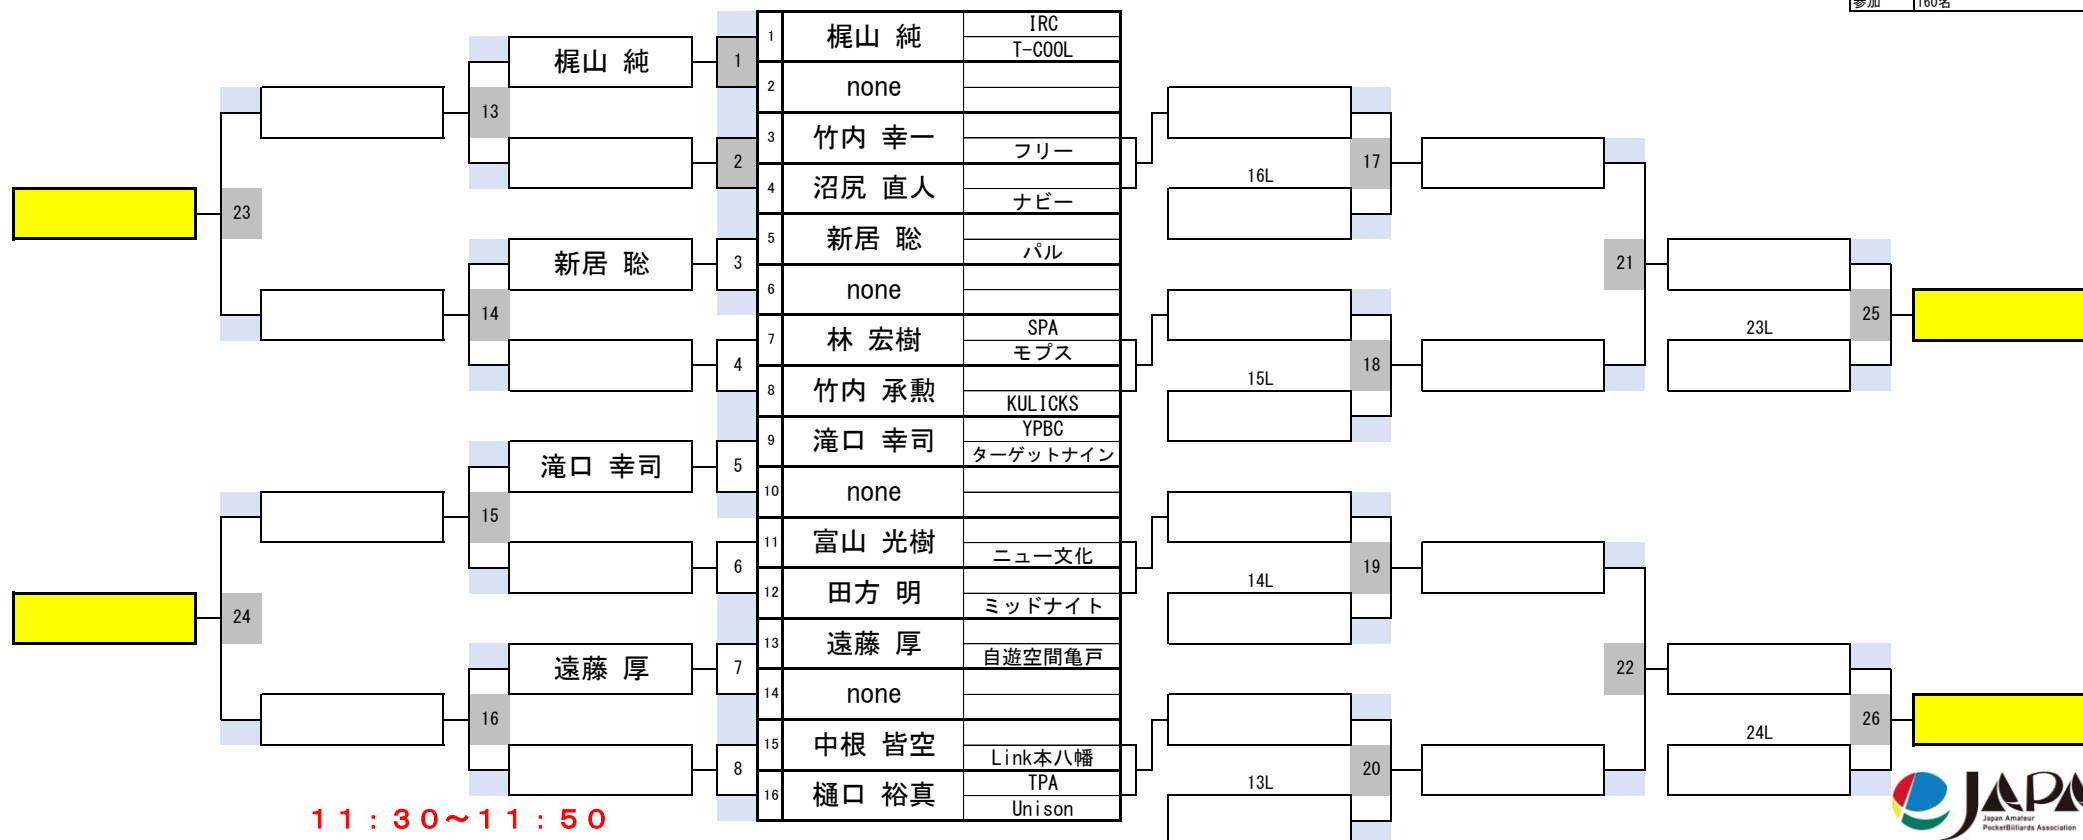 参加 160名
1 梶山 純 IRC T-COOL
2 none
3 竹内 幸一 フリー
4 沼尻 直人 ナビー
5 新居 聡 パル
6 none
7 林 宏樹 SPA モプス
8 竹内 承勲 KULICKS
9 滝口 幸司 YPBC ターゲットナイン
10 none
11 富山 光樹 ニュー文化
12 田方 明 ミッドナイト
13 遠藤 厚 自遊空間亀戸
14 none
15 中根 皆空 Link本八幡
16 樋口 裕真 TPA Unison
梶山 純
1
13
2
23
新居 聡
3
14
4
滝口 幸司
5
15
6
24
遠藤 厚
7
16
8
17
16L
21
25
23L
18
15L
19
14L
22
26
24L
20
13L
11:30～11:50
JAPA
Japan Amateur
PocketBilliards Association